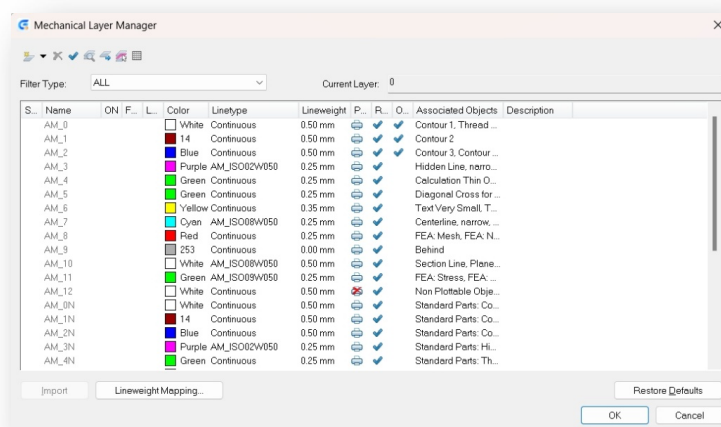 Mechanical Layer Manager
Filter Type: ALL Current Layer: 0
S... Name ON F... L... Color Linetype Lineweight P... R... O... Associated Objects Description
AM_0 White Continuous 0.50 mm Contour 1, Thread ...
AM_1 14 Continuous 0.50 mm Contour 2
AM_2 Blue Continuous 0.50 mm Contour 3, Contour ...
AM_3 Purple AM_ISO02W050 0.25 mm Hidden Line, narro...
AM_4 Green Continuous 0.25 mm Calculation Thin O...
AM_5 Green Continuous 0.25 mm Diagonal Cross for ...
AM_6 Yellow Continuous 0.35 mm Text Very Small, T...
AM_7 Cyan AM_ISO08W050 0.25 mm Centerline, narrow, ...
AM_8 Red Continuous 0.25 mm FEA: Mesh, FEA: N...
AM_9 253 Continuous 0.00 mm Behind
AM_10 White AM_ISO08W050 0.50 mm Section Line, Plane...
AM_11 Green AM_ISO09W050 0.25 mm FEA: Stress, FEA: ...
AM_12 White Continuous 0.50 mm Non Plottable Obje...
AM_0N White Continuous 0.50 mm Standard Parts: Co...
AM_1N 14 Continuous 0.50 mm Standard Parts: Co...
AM_2N Blue Continuous 0.50 mm Standard Parts: Co...
AM_3N Purple AM_ISO02W050 0.25 mm Standard Parts: Hi...
AM_4N Green Continuous 0.25 mm Standard Parts: Th...
Import Lineweight Mapping... Restore Defaults
OK Cancel